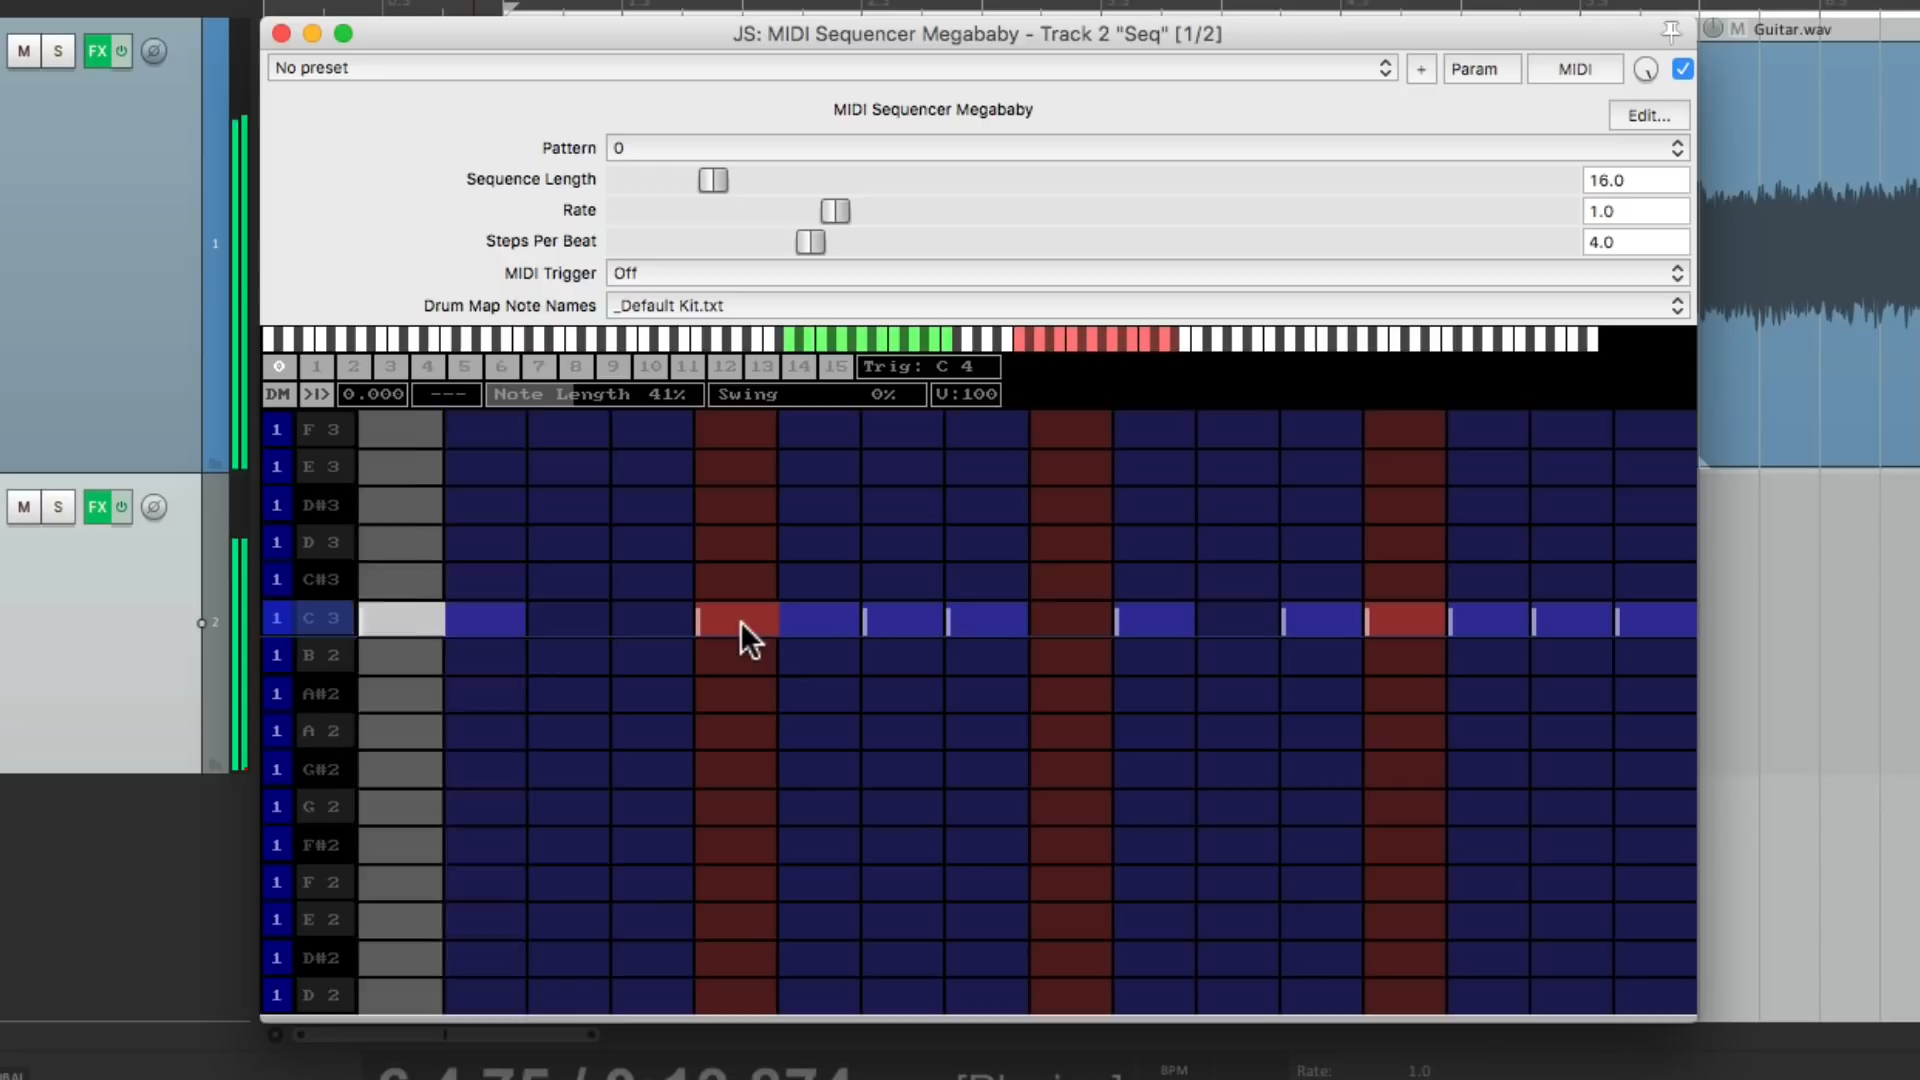 JS: MIDI Sequencer Megababy - Track 2 "Seq" [1/2]
M Guitar.wav
M S FX
No preset
+ Param MIDI
MIDI Sequencer Megababy
Edit...
Pattern 0
Sequence Length 16.0
Rate 1.0
Steps Per Beat 4.0
MIDI Trigger Off
Drum Map Note Names _Default Kit.txt
1
0 1 2 3 4 5 6 7 8 9 10 11 12 13 14 15 Trig: C 4
DM >I> 0.000 --- Note Length 41% Swing 0% V:100
1 F 3
1 E 3
M S FX
1 D#3
1 D 3
1 C#3
2
1 C 3
1 B 2
1 A#2
1 A 2
1 G#2
1 G 2
1 F#2
1 F 2
1 E 2
1 D#2
1 D 2
BPM
Rate: 1.0